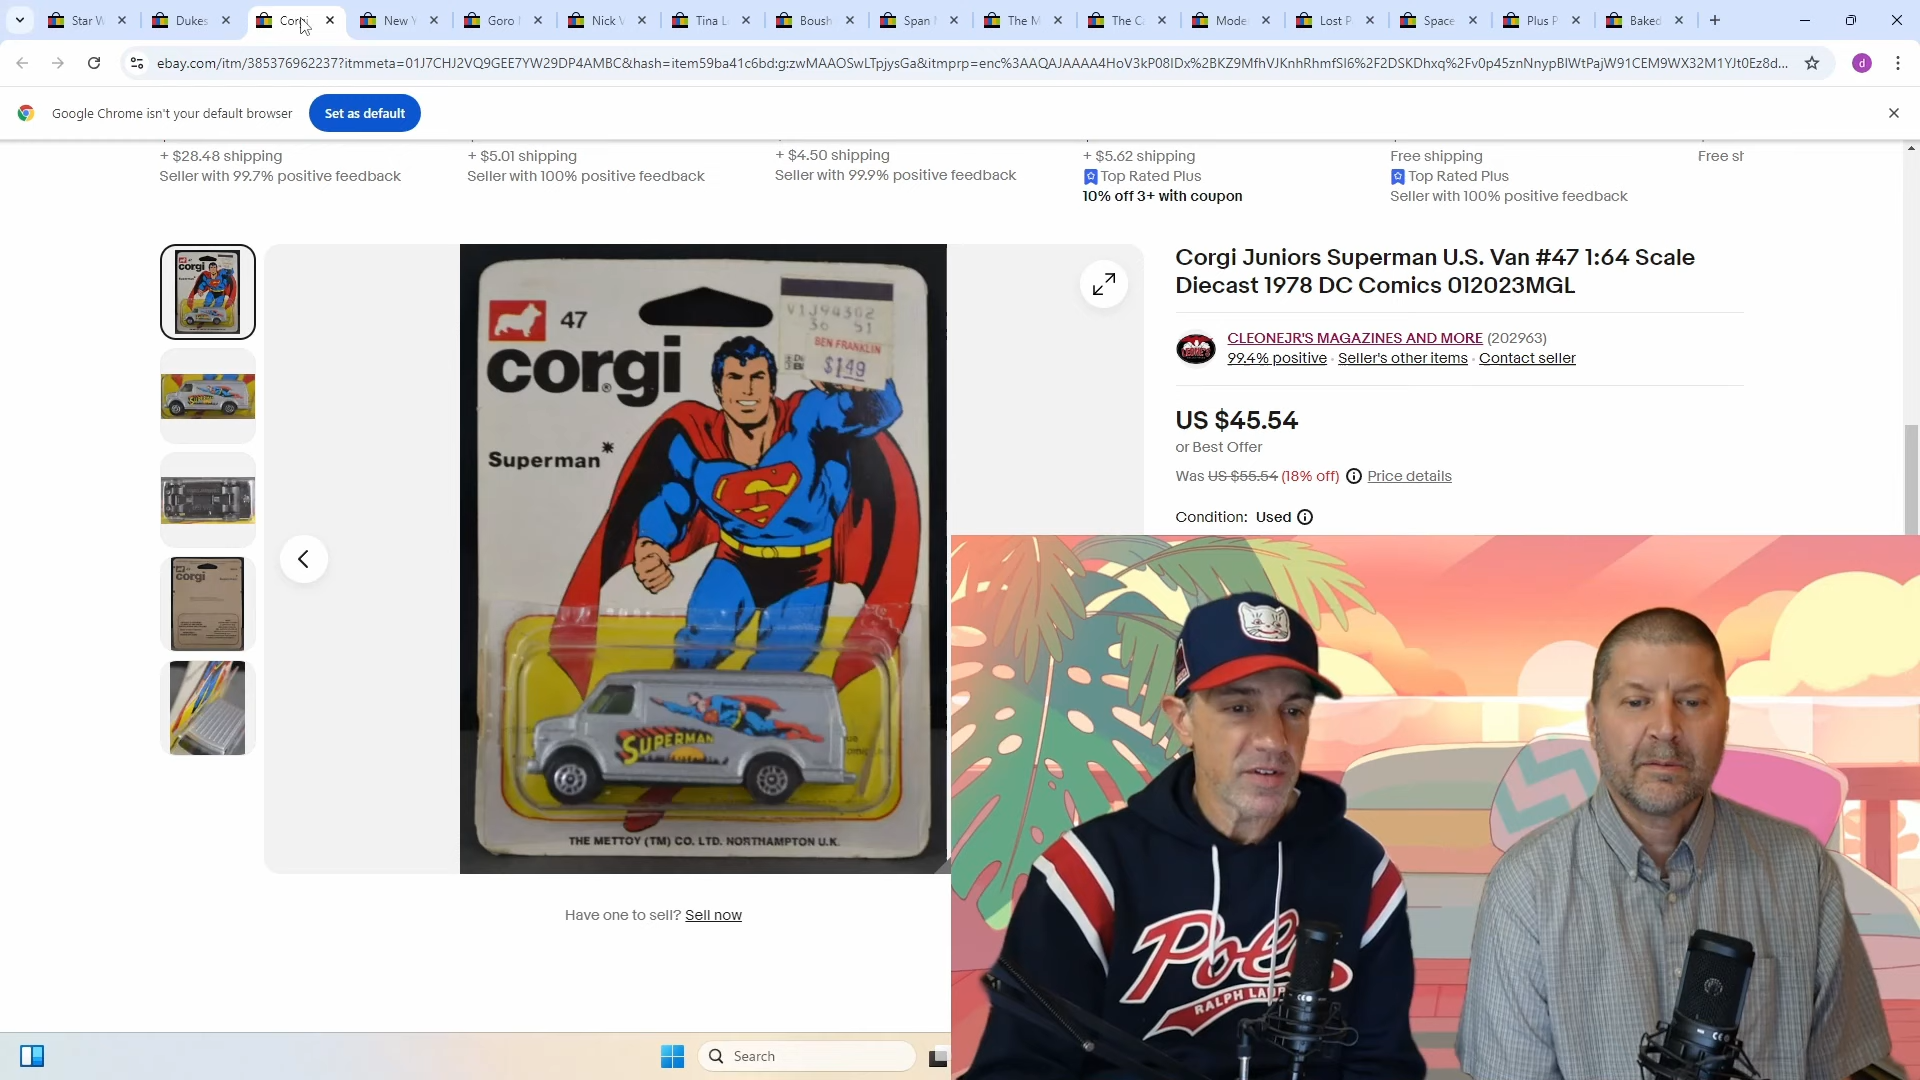 Star W
Dukes
Corgi
New Y
Goro
Nick V
Tina L
Boush
Span
The M
The C
Mode
Lost P
Space
Plus P
Baked
ebay.com/itm/385376962237?itmmeta=01J7CHJ2VQ9GEE7YW29DP4AMBC&hash=item59ba41c6bd:g:zwMAAOSwLTpjysGa&itmprp=enc%3AAQAJAAAA4HoV3kP08IDx%2BKZ9MfhVJKnhRhmfSI6%2F2DSKDhxq%2Fv0p45znNnypBIWtPajW91CEM9WX32M1YJt0Ez8d...
d
Google Chrome isn't your default browser
Set as default
+ $28.48 shipping
Seller with 99.7% positive feedback
+ $5.01 shipping
Seller with 100% positive feedback
+ $4.50 shipping
Seller with 99.9% positive feedback
+ $5.62 shipping
Top Rated Plus
10% off 3+ with coupon
Free shipping
Top Rated Plus
Seller with 100% positive feedback
Free sh
47
corgi
Superman*
V1J94302
36 51
BEN FRANKLIN
$149
SUPERMAN
THE METTOY (TM) CO. LTD. NORTHAMPTON U.K.
Corgi Juniors Superman U.S. Van #47 1:64 Scale
Diecast 1978 DC Comics 012023MGL
CLEONEJR'S MAGAZINES AND MORE (202963)
99.4% positive · Seller's other items · Contact seller
US $45.54
or Best Offer
Was US $55.54 (18% off) Price details
Condition: Used
Have one to sell? Sell now
Polo
RALPH LAUR
Search